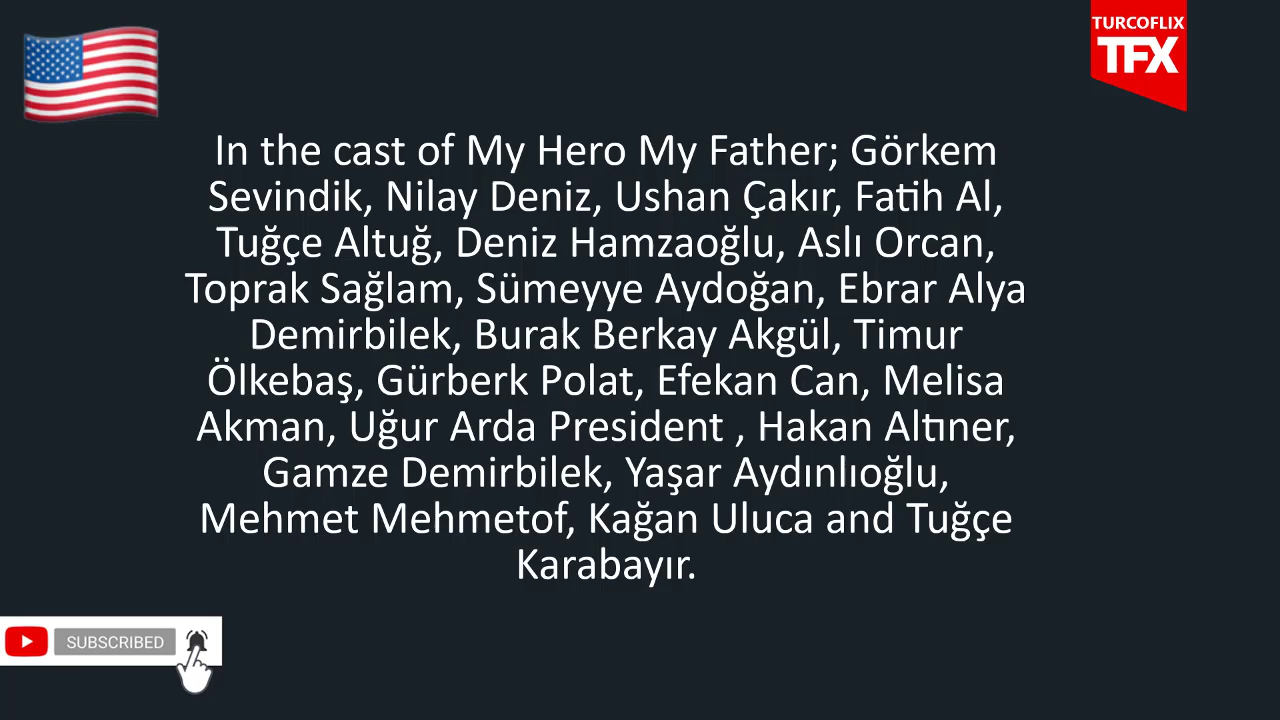 TURCOFLIX
TFX
In the cast of My Hero My Father; Görkem
Sevindik, Nilay Deniz, Ushan Çakır, Fatih Al,
Tuğçe Altuğ, Deniz Hamzaoğlu, Aslı Orcan,
Toprak Sağlam, Sümeyye Aydoğan, Ebrar Alya
Demirbilek, Burak Berkay Akgül, Timur
Ölkebaş, Gürberk Polat, Efekan Can, Melisa
Akman, Uğur Arda President , Hakan Altıner,
Gamze Demirbilek, Yaşar Aydınlıoğlu,
Mehmet Mehmetof, Kağan Uluca and Tuğçe
Karabayır.
SUBSCRIBED